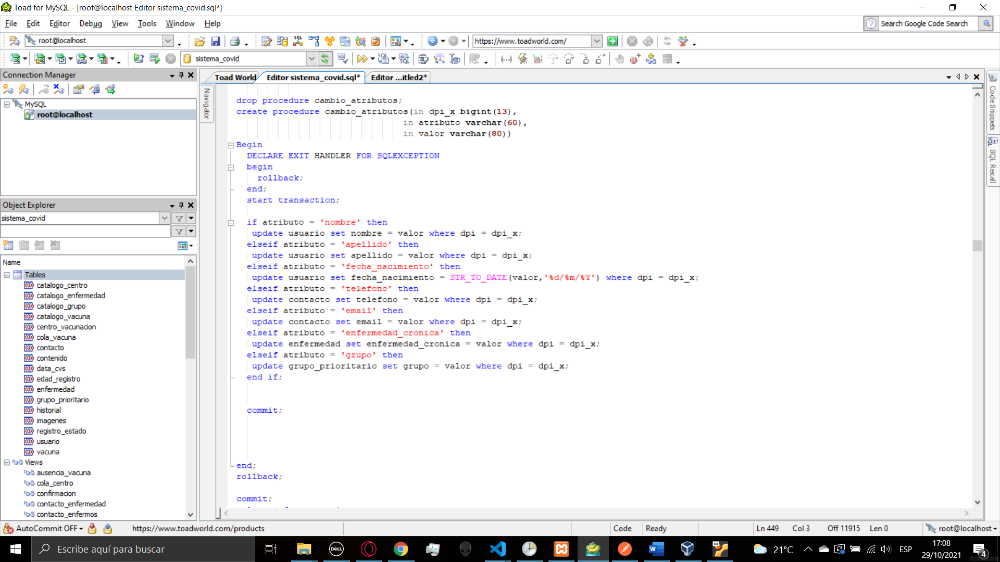 Toad for MySQL - [root@localhost Editor sistema_covid.sql*]
File Edit Editor Debug View Tools Window Help
Search Google Code Search
root@localhost
https://www.toadworld.com/
sistema_covid
Connection Manager
MySQL
root@localhost
Object Explorer
sistema_covid
Name
Tables
catalogo_centro
catalogo_enfermedad
catalogo_grupo
catalogo_vacuna
centro_vacunacion
cola_vacuna
contacto
contenido
data_cvs
edad_registro
enfermedad
grupo_prioritario
historial
imagenes
registro_estado
usuario
vacuna
Views
ausencia_vacuna
cola_centro
confirmacion
contacto_enfermedad
contacto_enfermos
Toad World
Editor sistema_covid.sql*
Editor ...itled2*
Navigator
drop procedure cambio_atributos;
create procedure cambio_atributos(in dpi_x bigint(13),
in atributo varchar(60),
in valor varchar(80))
Begin
DECLARE EXIT HANDLER FOR SQLEXCEPTION
begin
rollback;
end;
start transaction;
if atributo = 'nombre' then
update usuario set nombre = valor where dpi = dpi_x;
elseif atributo = 'apellido' then
update usuario set apellido = valor where dpi = dpi_x;
elseif atributo = 'fecha_nacimiento' then
update usuario set fecha_nacimiento = STR_TO_DATE(valor,'%d/%m/%Y') where dpi = dpi_x;
elseif atributo = 'telefono' then
update contacto set telefono = valor where dpi = dpi_x;
elseif atributo = 'email' then
update contacto set email = valor where dpi = dpi_x;
elseif atributo = 'enfermedad_cronica' then
update enfermedad set enfermedad_cronica = valor where dpi = dpi_x;
elseif atributo = 'grupo' then
update grupo_prioritario set grupo = valor where dpi = dpi_x;
end if;
commit;
end;
rollback;
commit;
Code Snippets
SQL Recall
AutoCommit OFF
https://www.toadworld.com/products
Code
Ready
Ln 449
Col 3
Off 11915
Len 0
root@localhost
Escribe aquí para buscar
DELL
64
21°C
ESP
17:08
29/10/2021
4